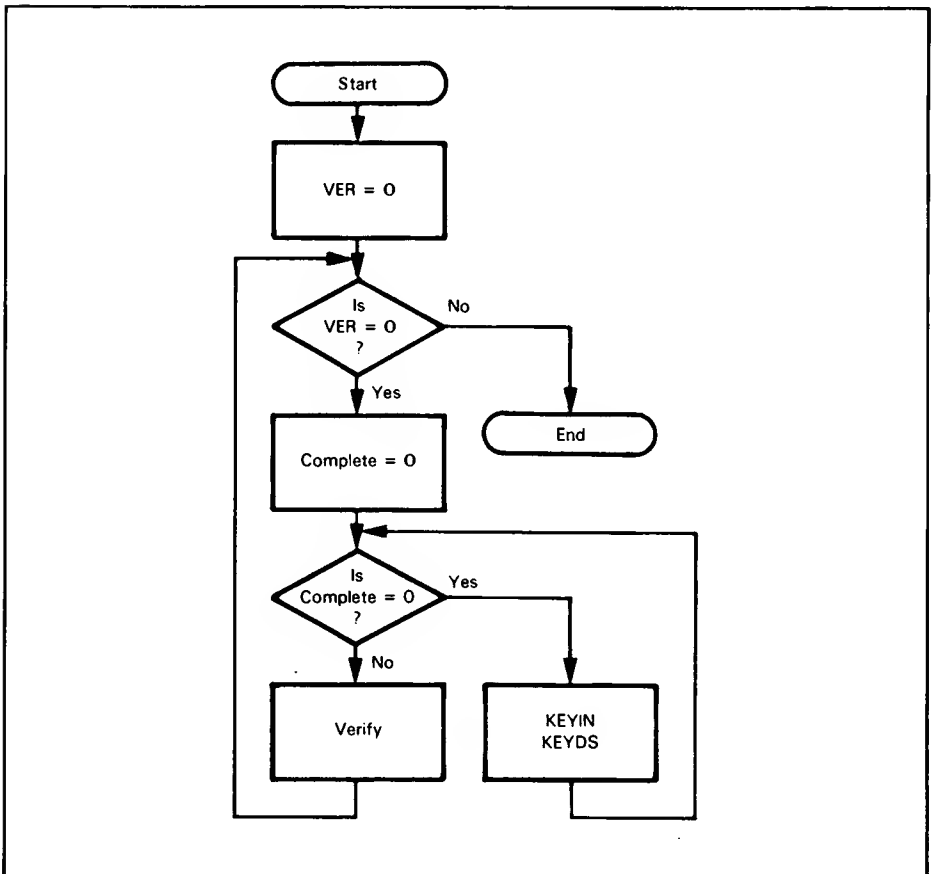 Start
VER = 0
Is
VER = 0
?
No
Yes
End
Complete = 0
Is
Complete = 0
?
Yes
No
Verify
KEYIN
KEYDS